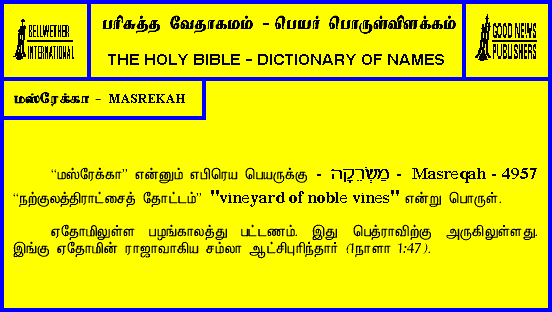 BELLWETHER
INTERNATIONAL
பரிசுத்த வேதாகமம் - பெயர் பொருள்விளக்கம்
THE HOLY BIBLE - DICTIONARY OF NAMES
GOOD NEWS
PUBLISHERS
மஸ்ரேக்கா - MASREKAH
“மஸ்ரேக்கா” என்னும் எபிரெய பெயருக்கு - מַשְׂרֵקָה - Masreqah - 4957
“நற்குலத்திராட்சைத் தோட்டம்” "vineyard of noble vines" என்று பொருள்.
ஏதோமிலுள்ள பழங்காலத்து பட்டணம். இது பெத்ராவிற்கு அருகிலுள்ளது.
இங்கு ஏதோமின் ராஜாவாகிய சம்லா ஆட்சிபுரிந்தார் (1நாளா 1:47).